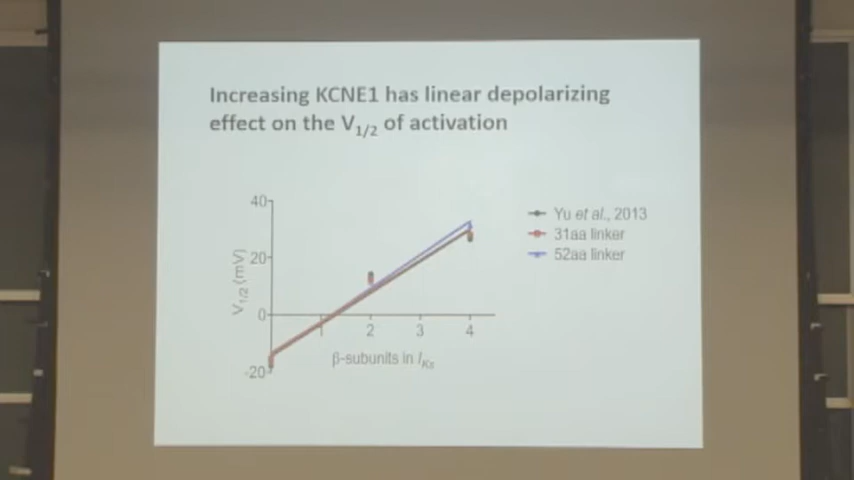 Increasing KCNE1 has linear depolarizing
effect on the V1/2 of activation
40
20
0
-20
V1/2 (mV)
1
2
3
4
β-subunits in IKs
Yu et al., 2013
31aa linker
52aa linker